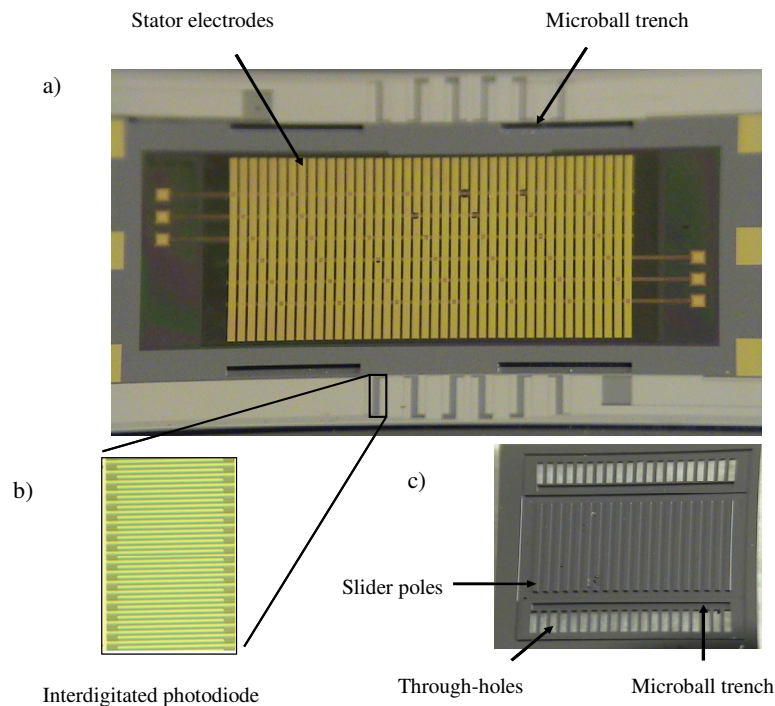 Stator electrodes
Microball trench
a)
b)
c)
Slider poles
Through-holes
Microball trench
Interdigitated photodiode